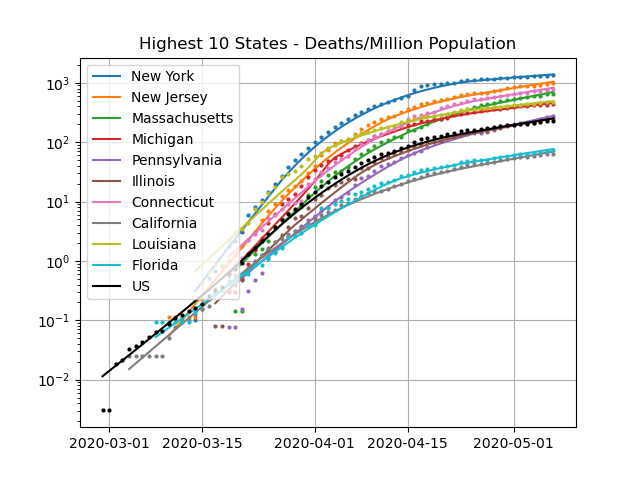 Highest 10 States - Deaths/Million Population
10³
10²
10¹
10⁰
10⁻¹
10⁻²
New York
New Jersey
Massachusetts
Michigan
Pennsylvania
Illinois
Connecticut
California
Louisiana
Florida
US
2020-03-01 2020-03-15 2020-04-01 2020-04-15 2020-05-01